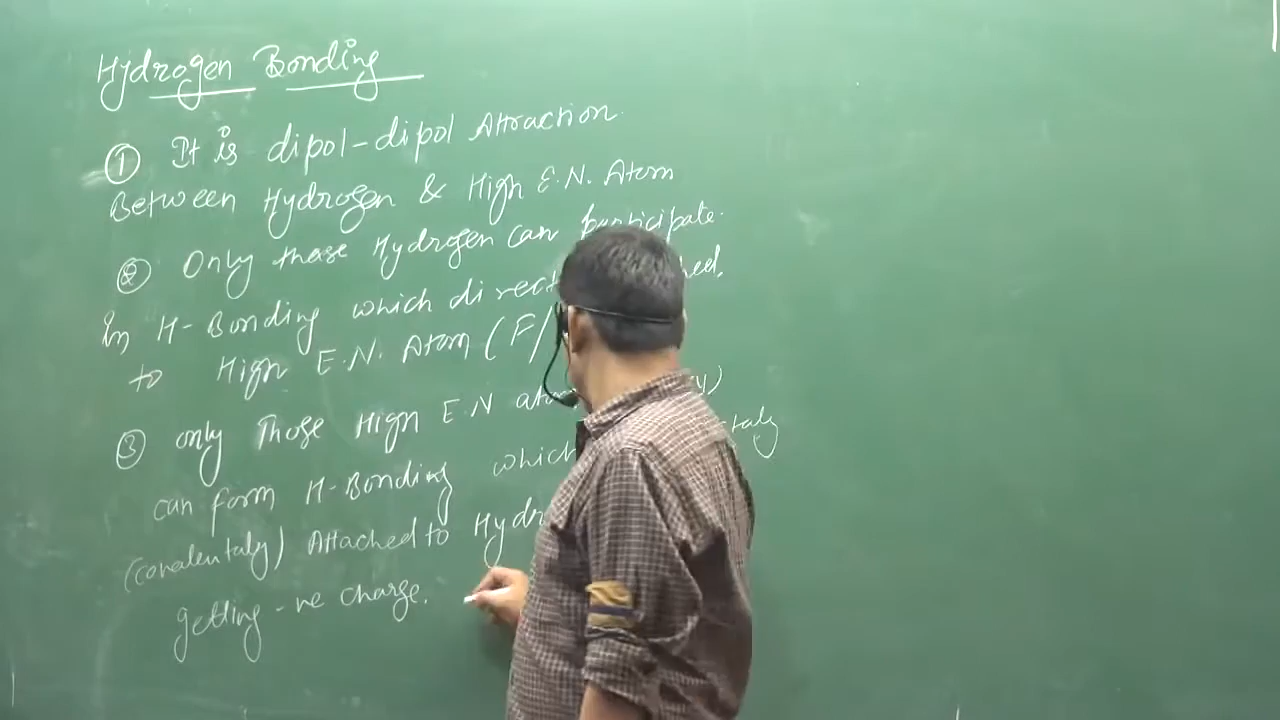 Hydrogen Bonding
① It is dipol-dipol Attraction
Between Hydrogen & High E.N. Atom
② Only those Hydrogen can participate.
In H-Bonding which direct
to High E.N. Atom (F/
③ only Those High E.N
can form H-Bonding which
(covalentaly) Attached to Hydr
getting -ve charge.